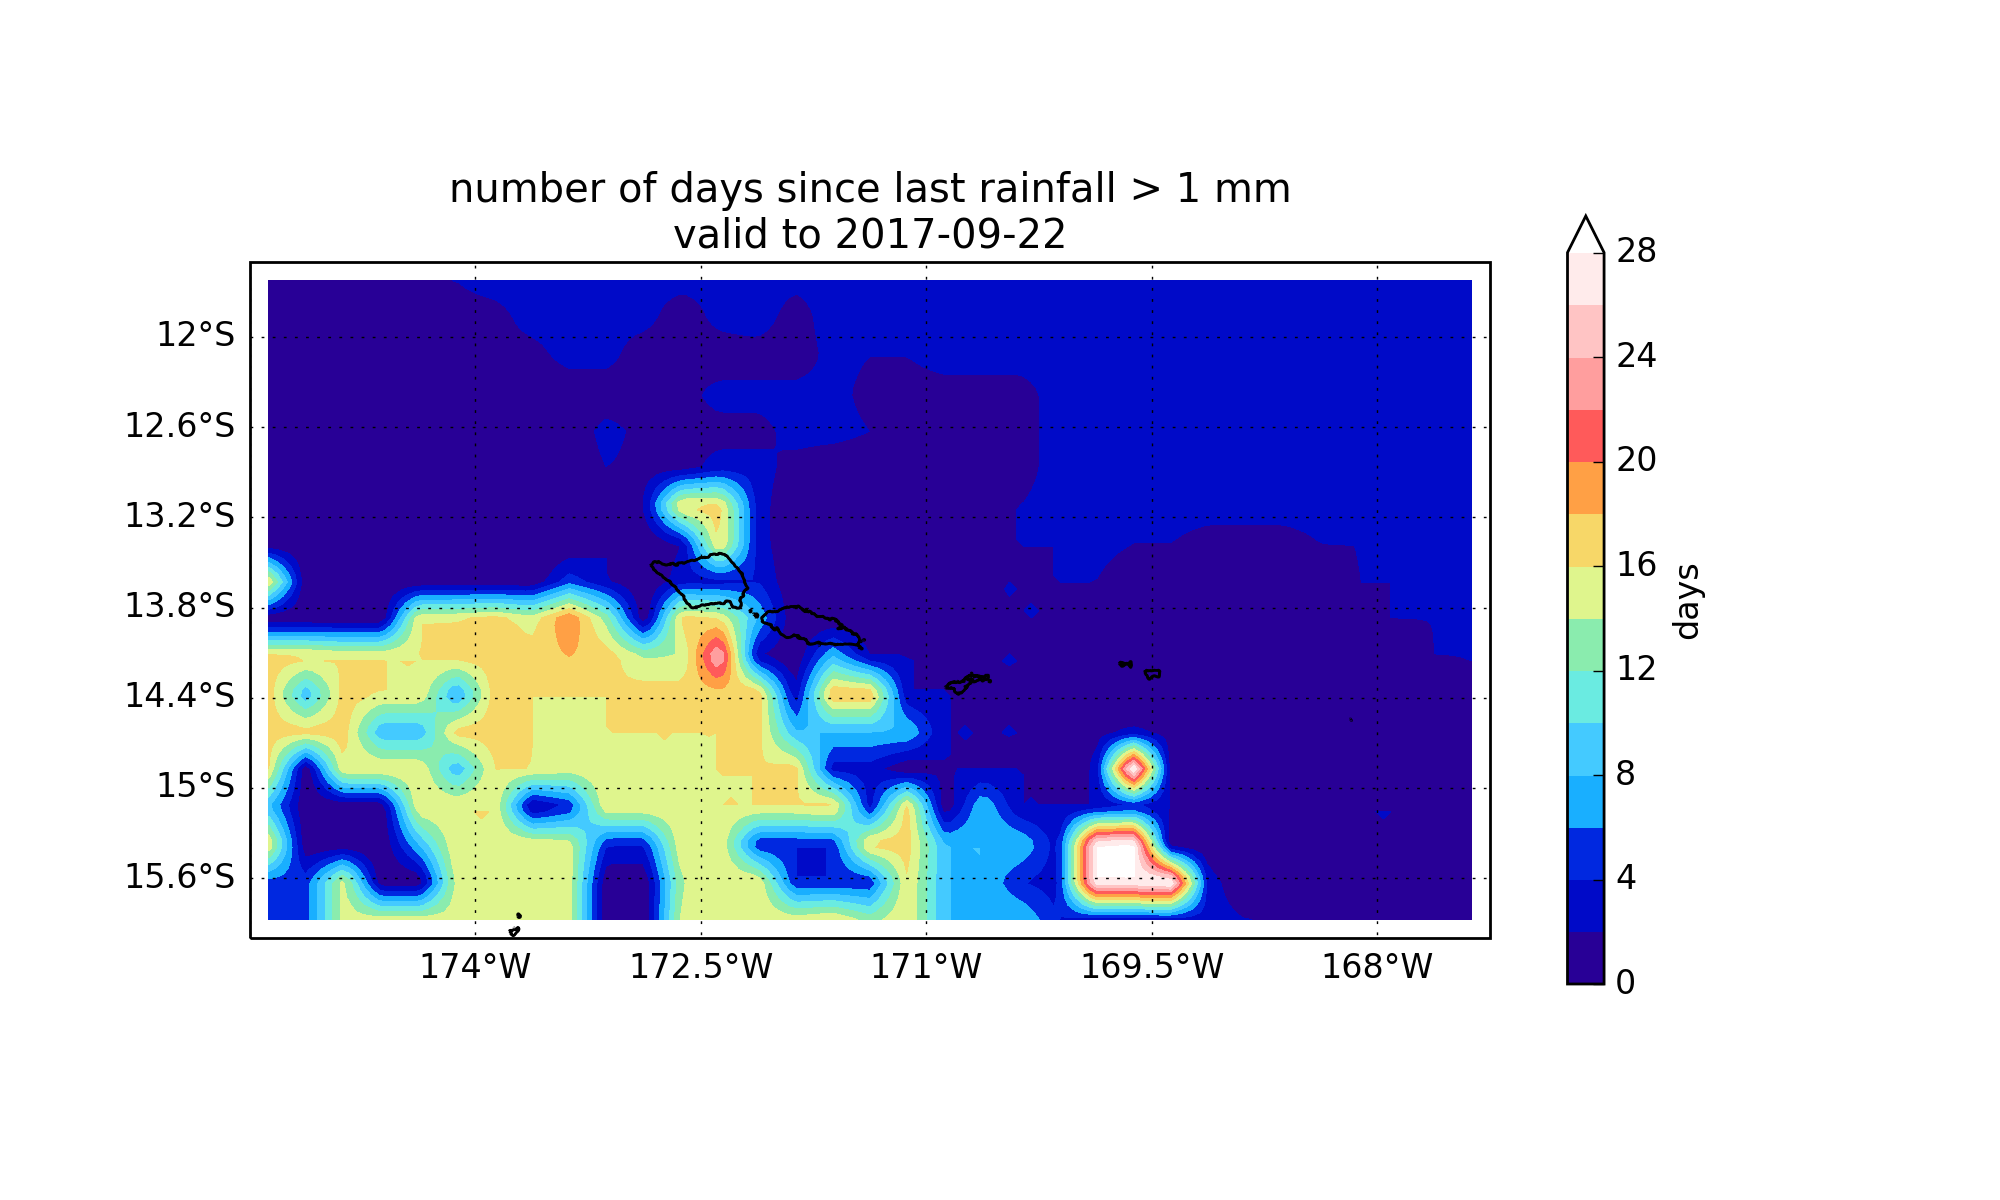 number of days since last rainfall > 1 mm
valid to 2017-09-22
12°S
12.6°S
13.2°S
13.8°S
14.4°S
15°S
15.6°S
174°W
172.5°W
171°W
169.5°W
168°W
28
24
20
16
12
8
4
0
days